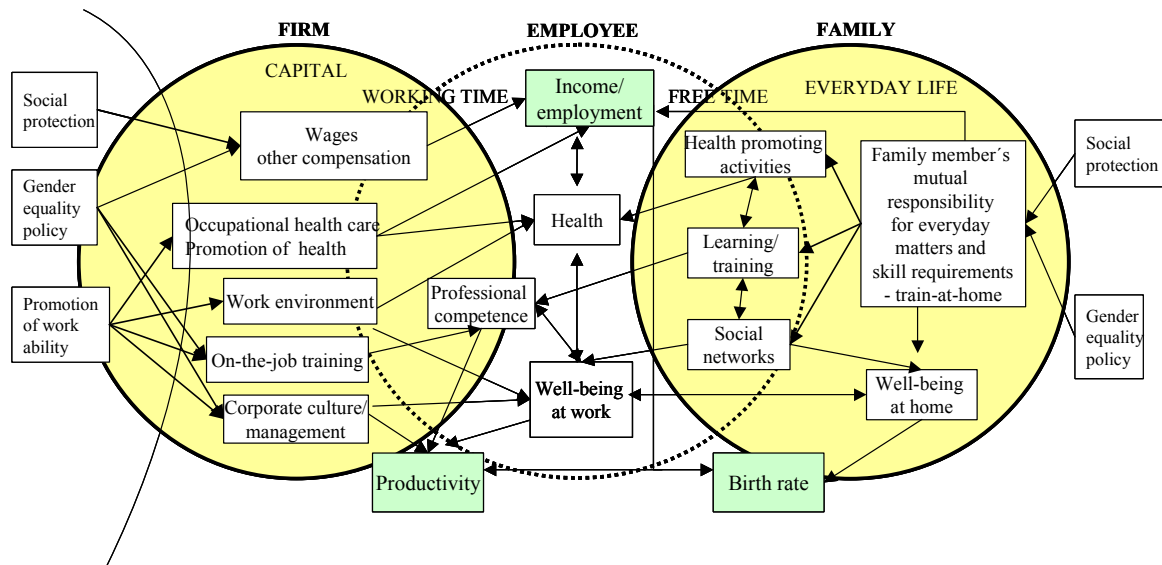 FIRM
EMPLOYEE
FAMILY
CAPITAL
WORKING TIME
FREE TIME
EVERYDAY LIFE
Social
protection
Gender
equality
policy
Promotion
of work
ability
Wages
other compensation
Occupational health care
Promotion of health
Work environment
On-the-job training
Corporate culture/
management
Income/
employment
Health
Professional
competence
Well-being
at work
Productivity
Health promoting
activities
Learning/
training
Social
networks
Family member´s
mutual
responsibility
for everyday
matters and
skill requirements
- train-at-home
Well-being
at home
Birth rate
Social
protection
Gender
equality
policy